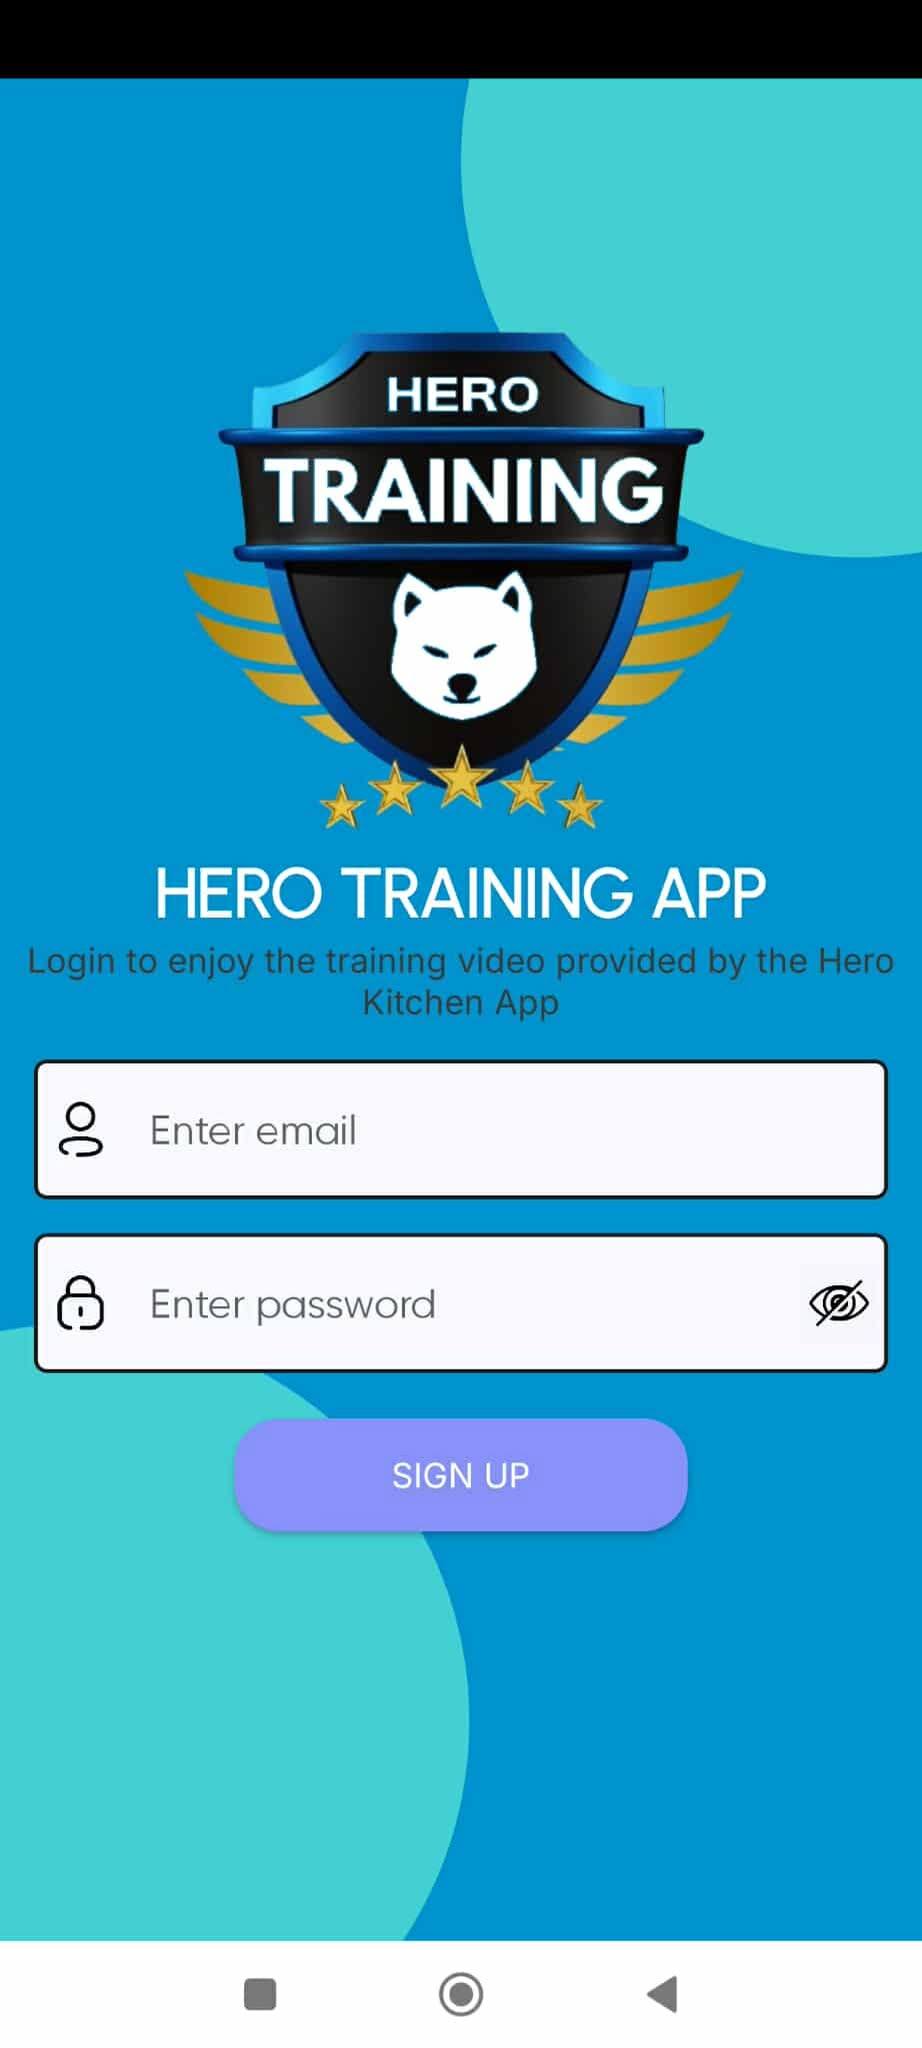 HERO
TRAINING
HERO TRAINING APP
Login to enjoy the training video provided by the Hero
Kitchen App
Enter email
Enter password
SIGN UP